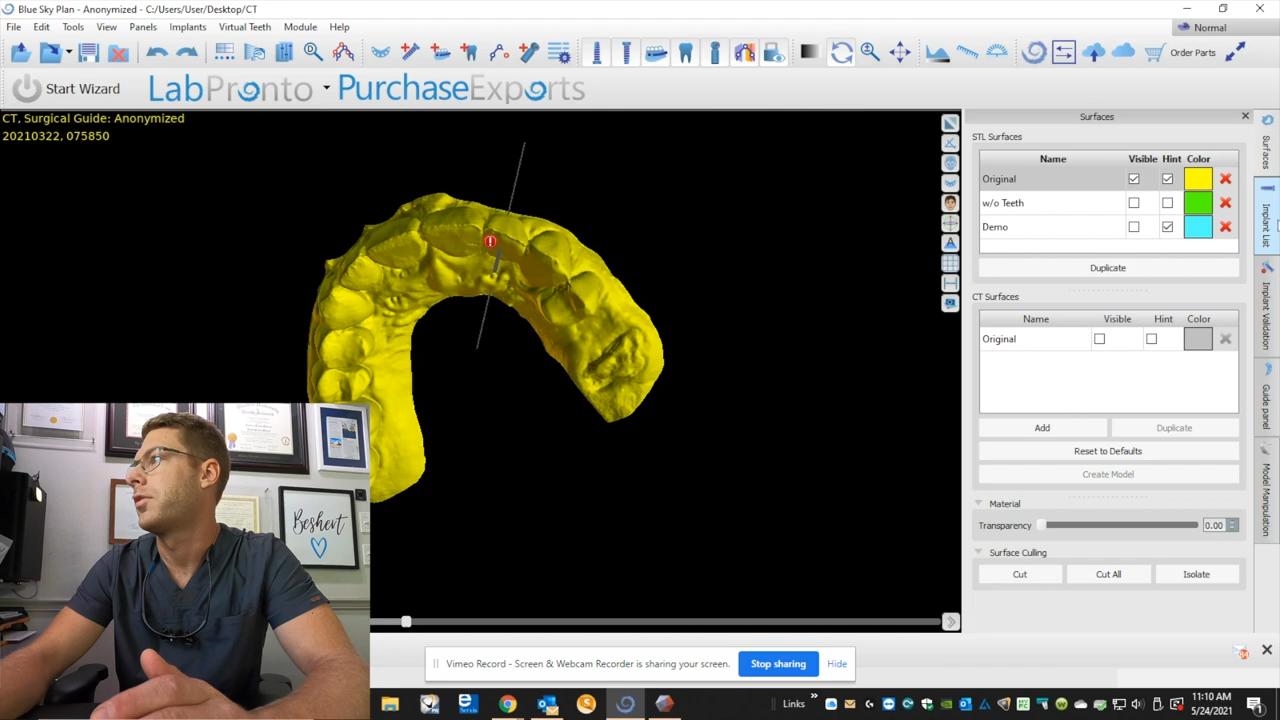 Blue Sky Plan - Anonymized - C:/Users/User/Desktop/CT
File Edit Tools View Panels Implants Virtual Teeth Module Help
Normal
Order Parts
Start Wizard LabPronto PurchaseExports
CT, Surgical Guide: Anonymized
20210322, 075850
Surfaces
STL Surfaces
Name Visible Hint Color
Original
w/o Teeth
Demo
Duplicate
CT Surfaces
Name Visible Hint Color
Original
Add Duplicate
Reset to Defaults
Create Model
Material
Transparency 0.00
Surface Culling
Cut Cut All Isolate
Surfaces
Implant List
Implant Validation
Guide panel
Model Manipulation
Beshert
Vimeo Record - Screen & Webcam Recorder is sharing your screen. Stop sharing Hide
Links
11:10 AM
5/24/2021